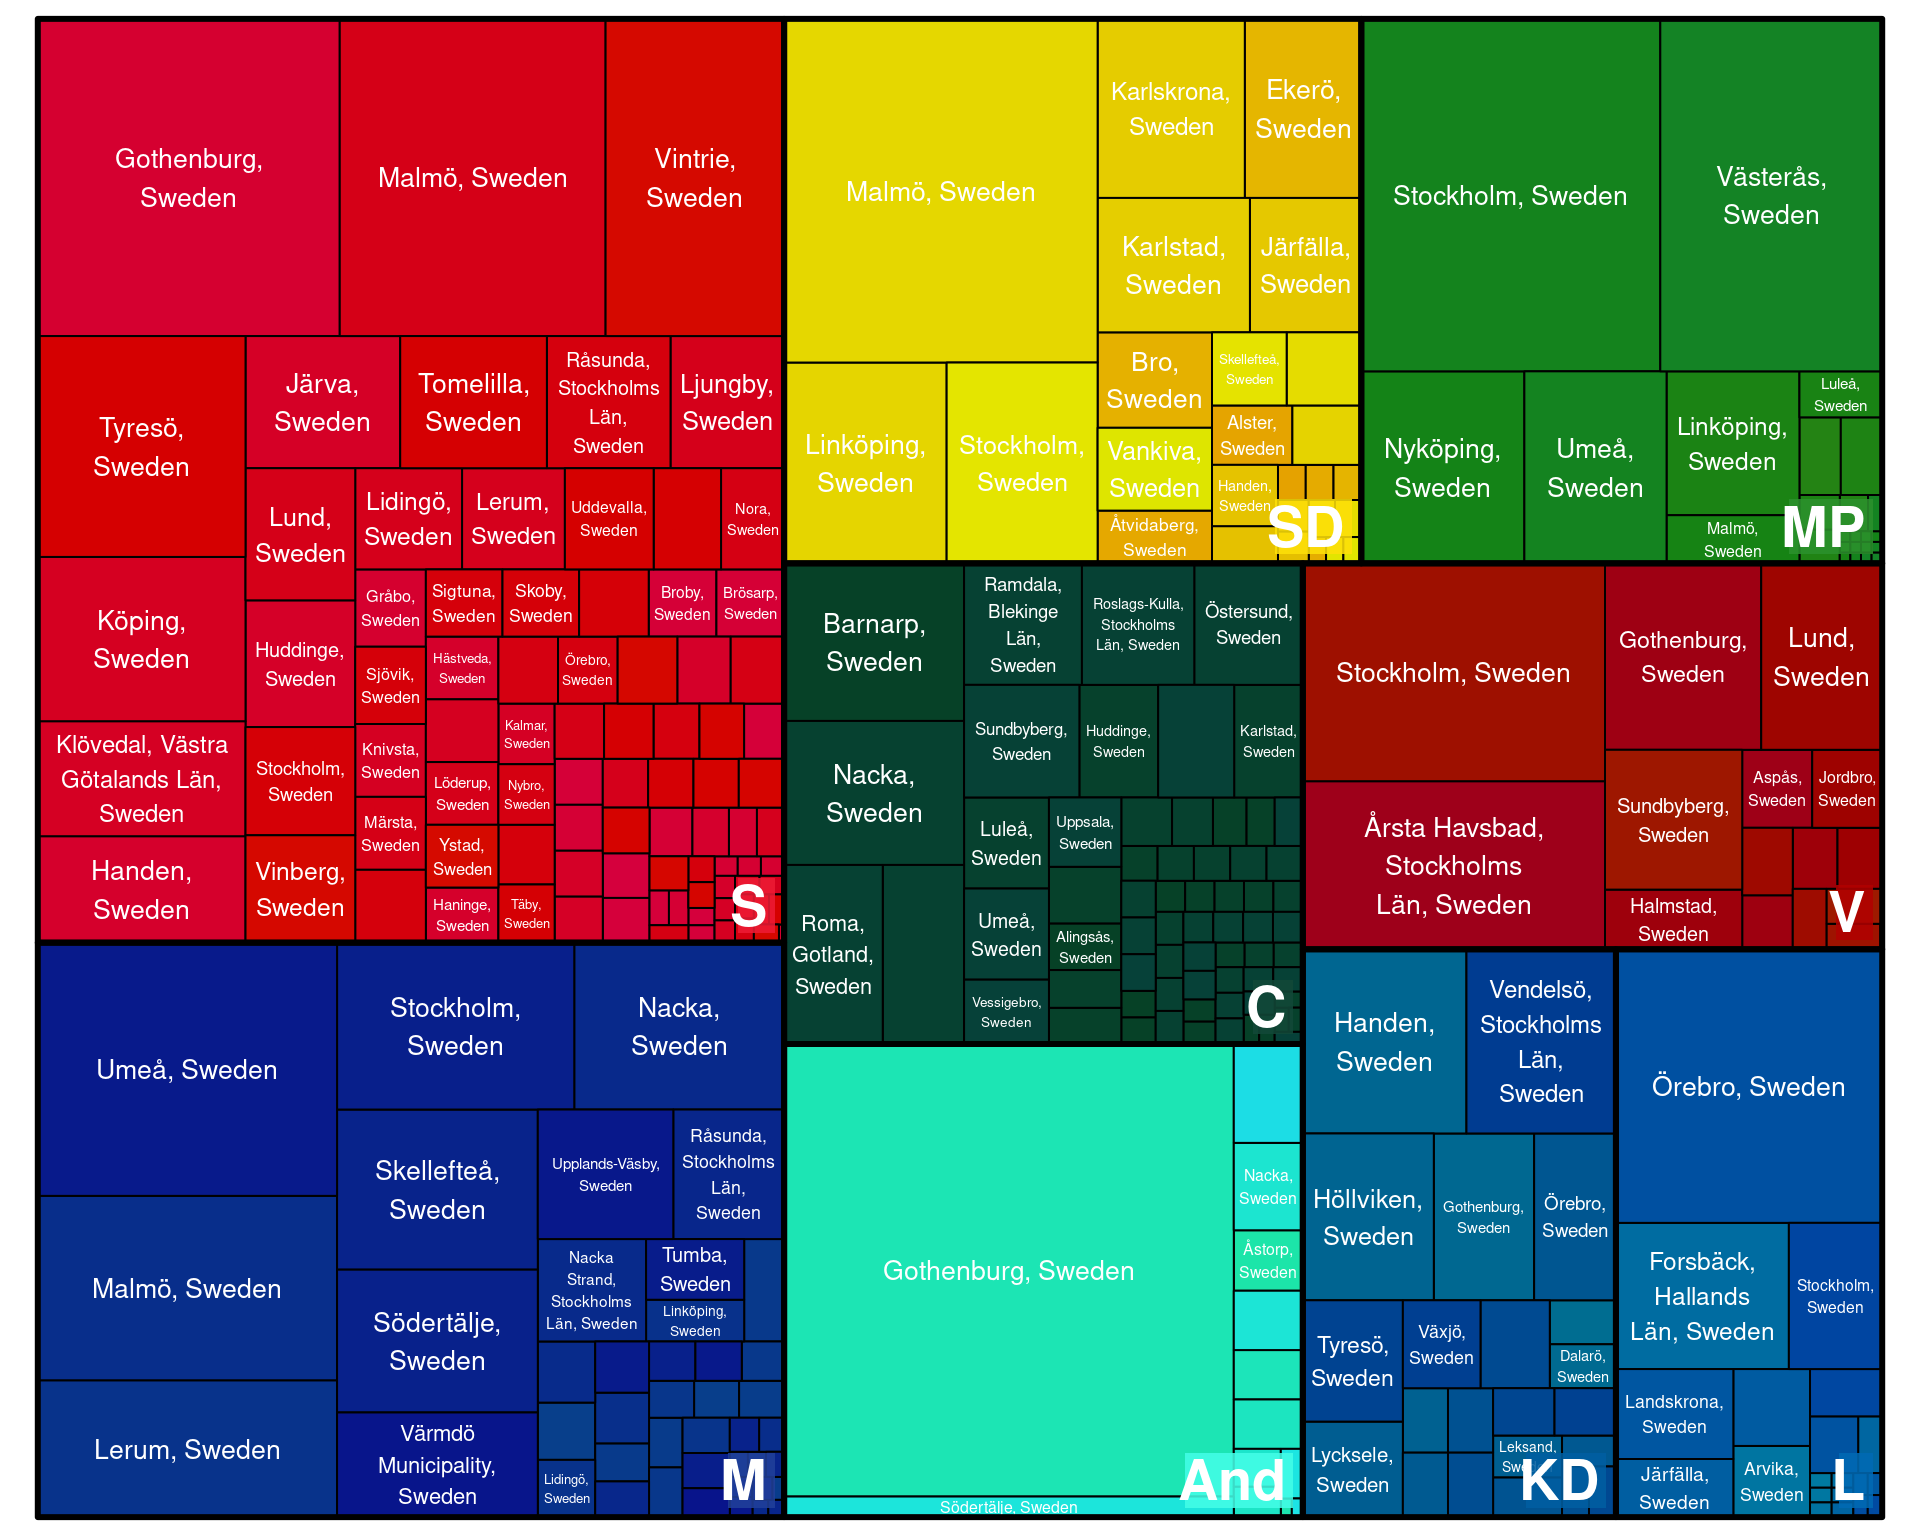 Gothenburg,
Sweden
Malmö, Sweden
Vintrie,
Sweden
Tyresö,
Sweden
Järva,
Sweden
Tomelilla,
Sweden
Råsunda,
Stockholms
Län,
Sweden
Ljungby,
Sweden
Köping,
Sweden
Klövedal, Västra
Götalands Län,
Sweden
Handen,
Sweden
Lund,
Sweden
Huddinge,
Sweden
Stockholm,
Sweden
Vinberg,
Sweden
Lidingö,
Sweden
Lerum,
Sweden
Uddevalla,
Sweden
Nora,
Sweden
Gråbo,
Sweden
Sjövik,
Sweden
Knivsta,
Sweden
Märsta,
Sweden
Sigtuna,
Sweden
Skoby,
Sweden
Broby,
Sweden
Brösarp,
Sweden
Hästveda,
Sweden
Örebro,
Sweden
Löderup,
Sweden
Ystad,
Sweden
Haninge,
Sweden
Kalmar,
Sweden
Nybro,
Sweden
Täby,
Sweden
S
Malmö, Sweden
Linköping,
Sweden
Stockholm,
Sweden
Karlskrona,
Sweden
Ekerö,
Sweden
Karlstad,
Sweden
Järfälla,
Sweden
Bro,
Sweden
Vankiva,
Sweden
Åtvidaberg,
Sweden
Skellefteå,
Sweden
Alster,
Sweden
Handen,
Sweden
SD
Stockholm, Sweden
Västerås,
Sweden
Nyköping,
Sweden
Umeå,
Sweden
Linköping,
Sweden
Luleå,
Sweden
Malmö,
Sweden
MP
Barnarp,
Sweden
Nacka,
Sweden
Roma,
Gotland,
Sweden
Ramdala,
Blekinge
Län,
Sweden
Roslags-Kulla,
Stockholms
Län, Sweden
Östersund,
Sweden
Sundbyberg,
Sweden
Huddinge,
Sweden
Karlstad,
Sweden
Luleå,
Sweden
Umeå,
Sweden
Vessigebro,
Sweden
Uppsala,
Sweden
Alingsås,
Sweden
C
Stockholm, Sweden
Årsta Havsbad,
Stockholms
Län, Sweden
Gothenburg,
Sweden
Lund,
Sweden
Sundbyberg,
Sweden
Halmstad,
Sweden
Aspås,
Sweden
Jordbro,
Sweden
V
Umeå, Sweden
Malmö, Sweden
Lerum, Sweden
Stockholm,
Sweden
Nacka,
Sweden
Skellefteå,
Sweden
Södertälje,
Sweden
Värmdö
Municipality,
Sweden
Upplands-Väsby,
Sweden
Råsunda,
Stockholms
Län,
Sweden
Nacka
Strand,
Stockholms
Län, Sweden
Tumba,
Sweden
Linköping,
Sweden
Lidingö,
Sweden
M
Gothenburg, Sweden
Södertälje, Sweden
Nacka,
Sweden
Åstorp,
Sweden
And
Handen,
Sweden
Vendelsö,
Stockholms
Län,
Sweden
Höllviken,
Sweden
Gothenburg,
Sweden
Örebro,
Sweden
Tyresö,
Sweden
Lycksele,
Sweden
Växjö,
Sweden
Dalarö,
Sweden
Leksand,
KD
Örebro, Sweden
Forsbäck,
Hallands
Län, Sweden
Stockholm,
Sweden
Landskrona,
Sweden
Järfälla,
Sweden
Arvika,
Sweden
L